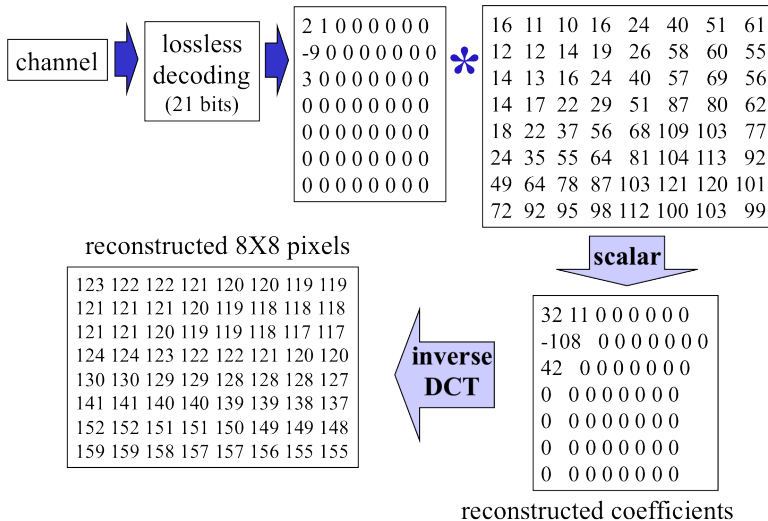 channel
lossless
decoding
(21 bits)
2 1 0 0 0 0 0 0
-9 0 0 0 0 0 0 0
3 0 0 0 0 0 0 0
0 0 0 0 0 0 0 0
0 0 0 0 0 0 0 0
0 0 0 0 0 0 0 0
0 0 0 0 0 0 0 0
*
16 11 10 16 24 40 51 61
12 12 14 19 26 58 60 55
14 13 16 24 40 57 69 56
14 17 22 29 51 87 80 62
18 22 37 56 68 109 103 77
24 35 55 64 81 104 113 92
49 64 78 87 103 121 120 101
72 92 95 98 112 100 103 99
scalar
32 11 0 0 0 0 0 0
-108 0 0 0 0 0 0 0
42 0 0 0 0 0 0 0
0 0 0 0 0 0 0 0
0 0 0 0 0 0 0 0
0 0 0 0 0 0 0 0
0 0 0 0 0 0 0 0
reconstructed coefficients
inverse
DCT
reconstructed 8X8 pixels
123 122 122 121 120 120 119 119
121 121 121 120 119 118 118 118
121 121 120 119 119 118 117 117
124 124 123 122 122 121 120 120
130 130 129 129 128 128 128 127
141 141 140 140 139 139 138 137
152 152 151 151 150 149 149 148
159 159 158 157 157 156 155 155